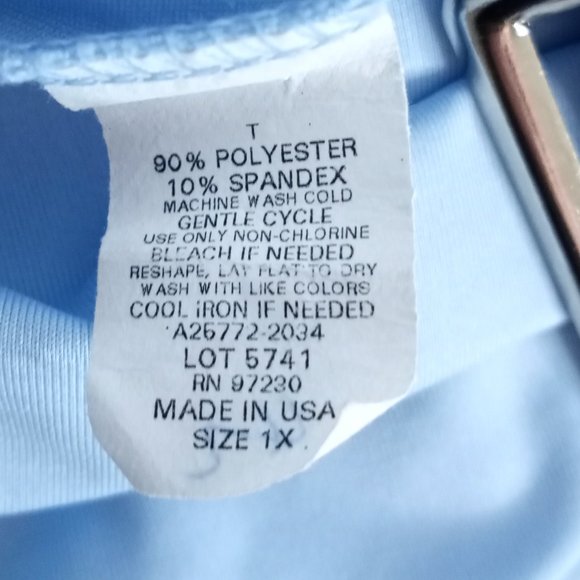 T
90% POLYESTER
10% SPANDEX
MACHINE WASH COLD
GENTLE CYCLE
USE ONLY NON-CHLORINE
BLEACH IF NEEDED
RESHAPE, LAY FLAT TO DRY
WASH WITH LIKE COLORS
COOL IRON IF NEEDED
A26772-2034
LOT 5741
RN 97230
MADE IN USA
SIZE 1X